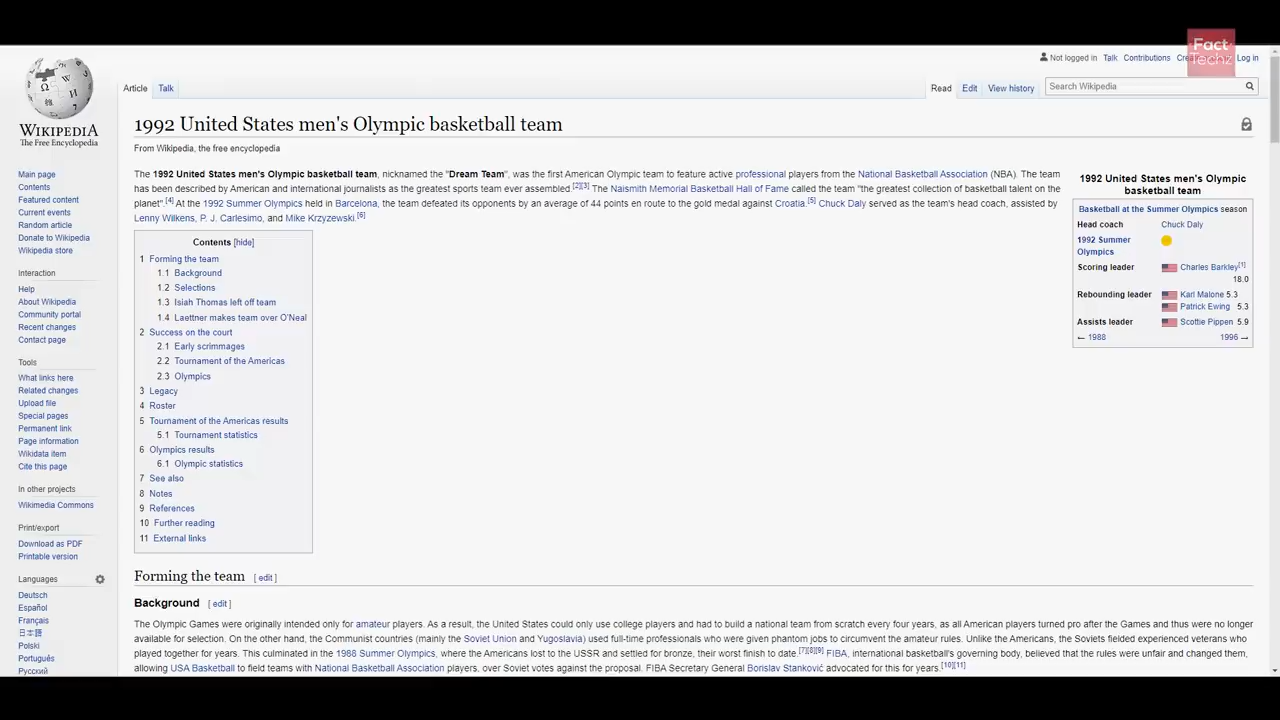 Fact
Techz
Not logged in Talk Contributions Log in
WIKIPEDIA
The Free Encyclopedia
Article Talk
Read Edit View history
Search Wikipedia
1992 United States men's Olympic basketball team
From Wikipedia, the free encyclopedia
The 1992 United States men's Olympic basketball team, nicknamed the "Dream Team", was the first American Olympic team to feature active professional players from the National Basketball Association (NBA). The team
has been described by American and international journalists as the greatest sports team ever assembled.[2][3] The Naismith Memorial Basketball Hall of Fame called the team "the greatest collection of basketball talent on the
planet".[4] At the 1992 Summer Olympics held in Barcelona, the team defeated its opponents by an average of 44 points en route to the gold medal against Croatia.[5] Chuck Daly served as the team's head coach, assisted by
Lenny Wilkens, P. J. Carlesimo, and Mike Krzyzewski.[6]
1992 United States men's Olympic
basketball team
Basketball at the Summer Olympics season
Head coach Chuck Daly
1992 Summer
Olympics
Scoring leader Charles Barkley[1]
18.0
Rebounding leader Karl Malone 5.3
Patrick Ewing 5.3
Assists leader Scottie Pippen 5.9
← 1988 1996 →
Contents [hide]
1 Forming the team
1.1 Background
1.2 Selections
1.3 Isiah Thomas left off team
1.4 Laettner makes team over O'Neal
2 Success on the court
2.1 Early scrimmages
2.2 Tournament of the Americas
2.3 Olympics
3 Legacy
4 Roster
5 Tournament of the Americas results
5.1 Tournament statistics
6 Olympics results
6.1 Olympic statistics
7 See also
8 Notes
9 References
10 Further reading
11 External links
Forming the team [ edit ]
Background [ edit ]
The Olympic Games were originally intended only for amateur players. As a result, the United States could only use college players and had to build a national team from scratch every four years, as all American players turned pro after the Games and thus were no longer
available for selection. On the other hand, the Communist countries (mainly the Soviet Union and Yugoslavia) used full-time professionals who were given phantom jobs to circumvent the amateur rules. Unlike the Americans, the Soviets fielded experienced veterans who
played together for years. This culminated in the 1988 Summer Olympics, where the Americans lost to the USSR and settled for bronze, their worst finish to date.[7][8][9] FIBA, international basketball's governing body, believed that the rules were unfair and changed them,
allowing USA Basketball to field teams with National Basketball Association players, over Soviet votes against the proposal. FIBA Secretary General Borislav Stanković advocated for this for years.[10][11]
Main page
Contents
Featured content
Current events
Random article
Donate to Wikipedia
Wikipedia store
Interaction
Help
About Wikipedia
Community portal
Recent changes
Contact page
Tools
What links here
Related changes
Upload file
Special pages
Permanent link
Page information
Wikidata item
Cite this page
In other projects
Wikimedia Commons
Print/export
Download as PDF
Printable version
Languages
Deutsch
Español
Français
日本語
Polski
Português
Русский